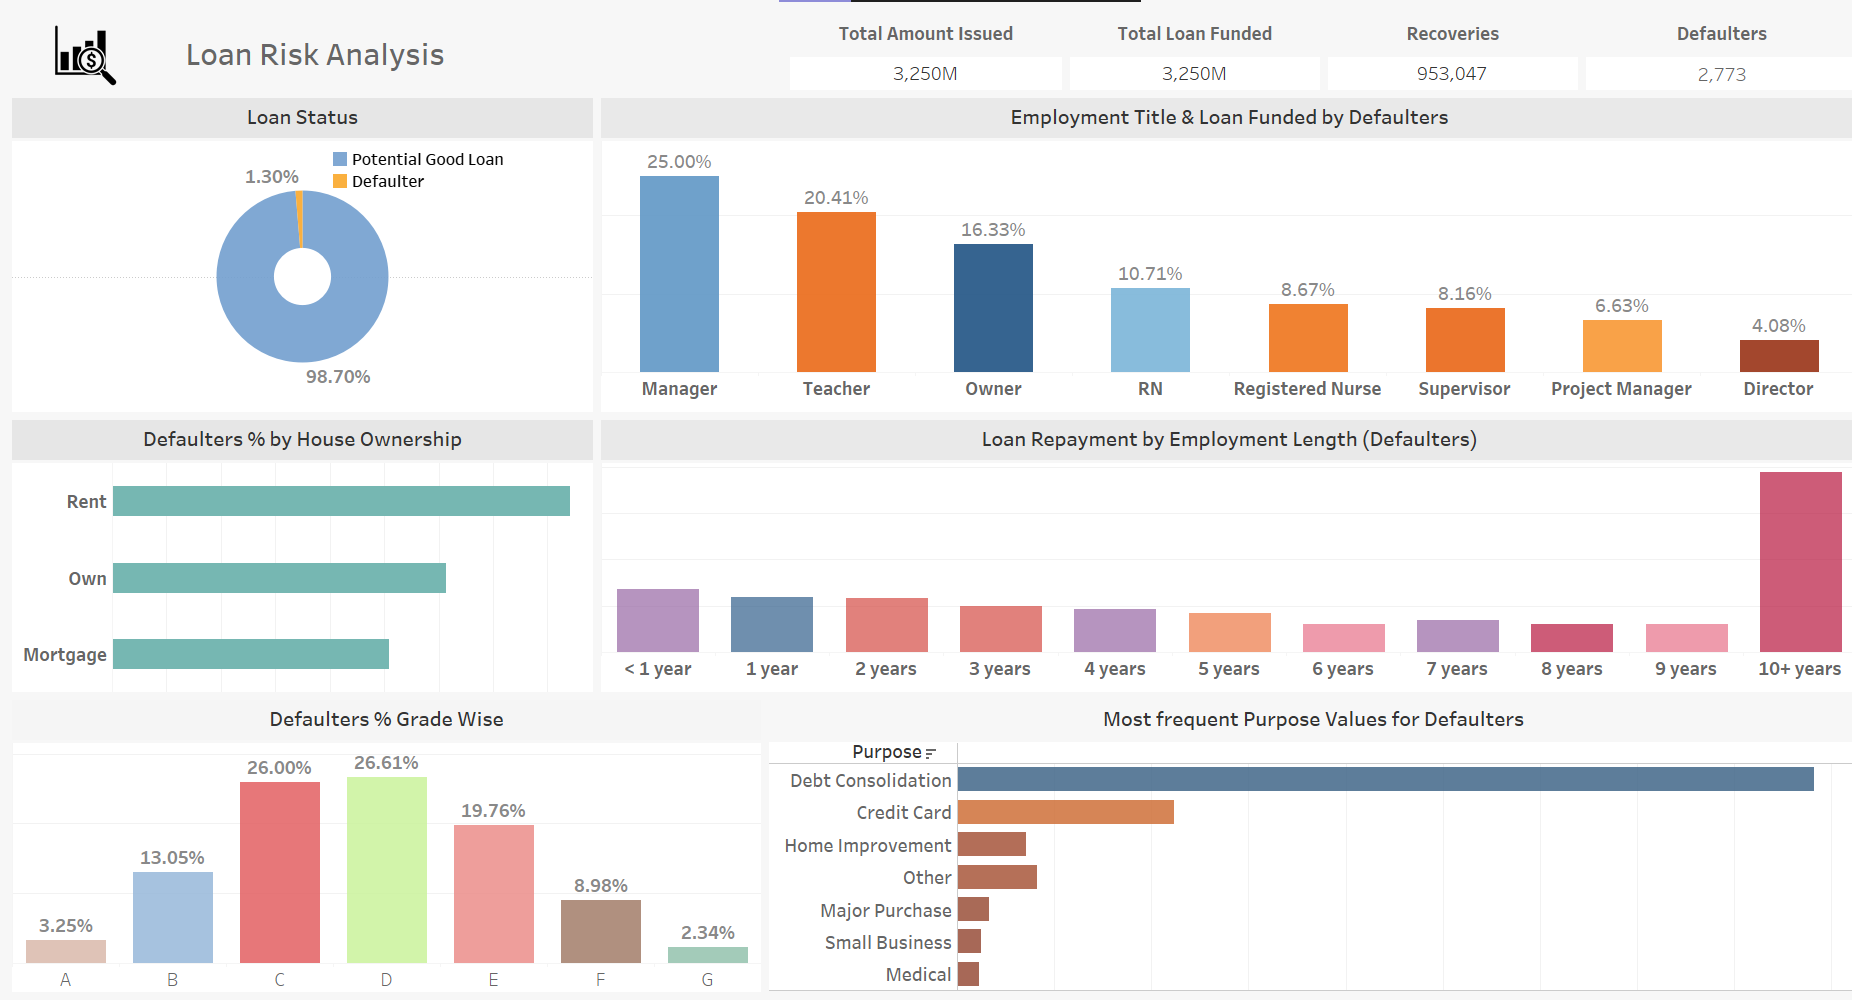 Loan Risk Analysis
Total Amount Issued
3,250M
Total Loan Funded
3,250M
Recoveries
953,047
Defaulters
2,773
Loan Status
Potential Good Loan
Defaulter
1.30%
98.70%
Employment Title & Loan Funded by Defaulters
25.00% 20.41% 16.33% 10.71% 8.67% 8.16% 6.63% 4.08%
Manager Teacher Owner RN Registered Nurse Supervisor Project Manager Director
Defaulters % by House Ownership
Rent
Own
Mortgage
Loan Repayment by Employment Length (Defaulters)
< 1 year 1 year 2 years 3 years 4 years 5 years 6 years 7 years 8 years 9 years 10+ years
Defaulters % Grade Wise
3.25% 13.05% 26.00% 26.61% 19.76% 8.98% 2.34%
A B C D E F G
Most frequent Purpose Values for Defaulters
Purpose
Debt Consolidation
Credit Card
Home Improvement
Other
Major Purchase
Small Business
Medical
$